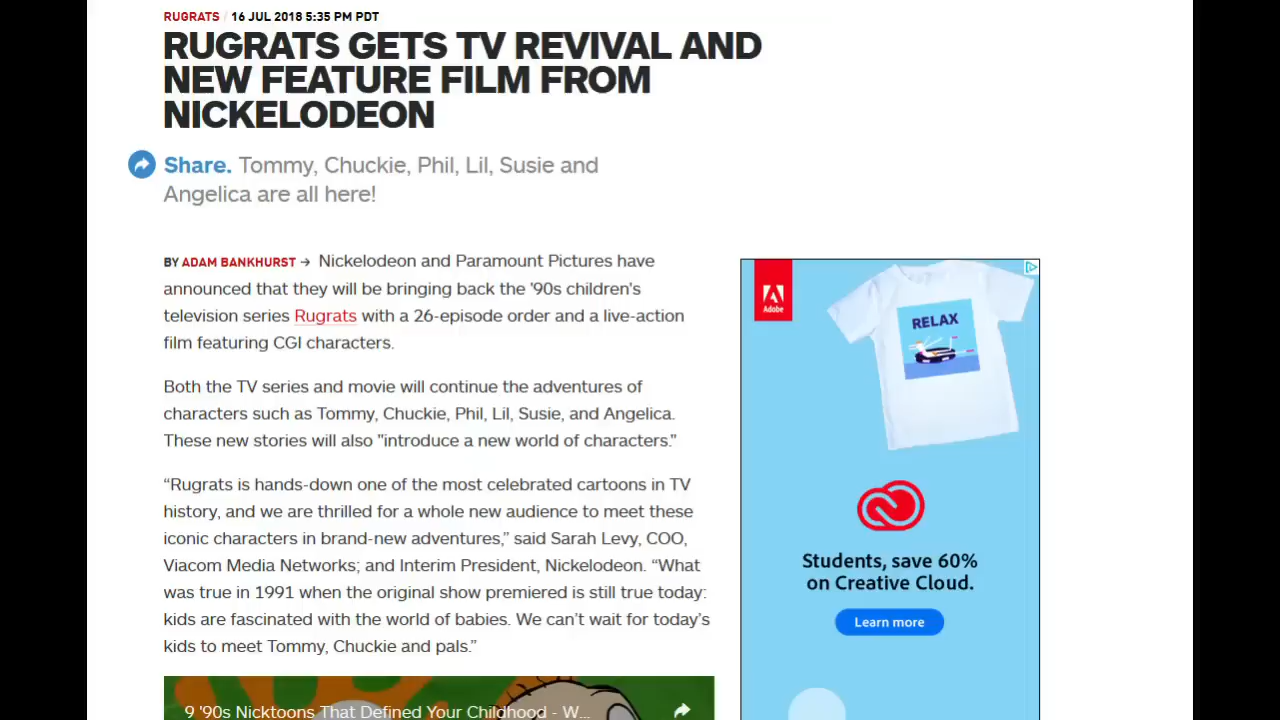 RUGRATS / 16 JUL 2018 5:35 PM PDT
RUGRATS GETS TV REVIVAL AND
NEW FEATURE FILM FROM
NICKELODEON
Share. Tommy, Chuckie, Phil, Lil, Susie and
Angelica are all here!
BY ADAM BANKHURST → Nickelodeon and Paramount Pictures have
announced that they will be bringing back the '90s children's
television series Rugrats with a 26-episode order and a live-action
film featuring CGI characters.
Both the TV series and movie will continue the adventures of
characters such as Tommy, Chuckie, Phil, Lil, Susie, and Angelica.
These new stories will also "introduce a new world of characters."
“Rugrats is hands-down one of the most celebrated cartoons in TV
history, and we are thrilled for a whole new audience to meet these
iconic characters in brand-new adventures,” said Sarah Levy, COO,
Viacom Media Networks; and Interim President, Nickelodeon. “What
was true in 1991 when the original show premiered is still true today:
kids are fascinated with the world of babies. We can’t wait for today’s
kids to meet Tommy, Chuckie and pals.”
9 '90s Nicktoons That Defined Your Childhood - W...
Adobe
RELAX
Students, save 60%
on Creative Cloud.
Learn more